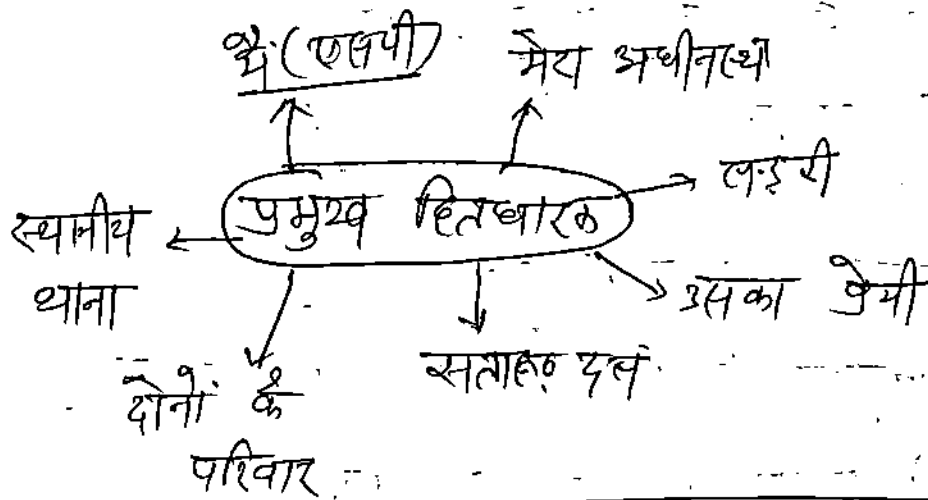 मैं (एसपी)
मेरा अधीनस्थ
प्रमुख हितधारक
लड़की
स्थानीय
थाना
उसका प्रेमी
सत्तारूढ़ दल
दोनों के
परिवार